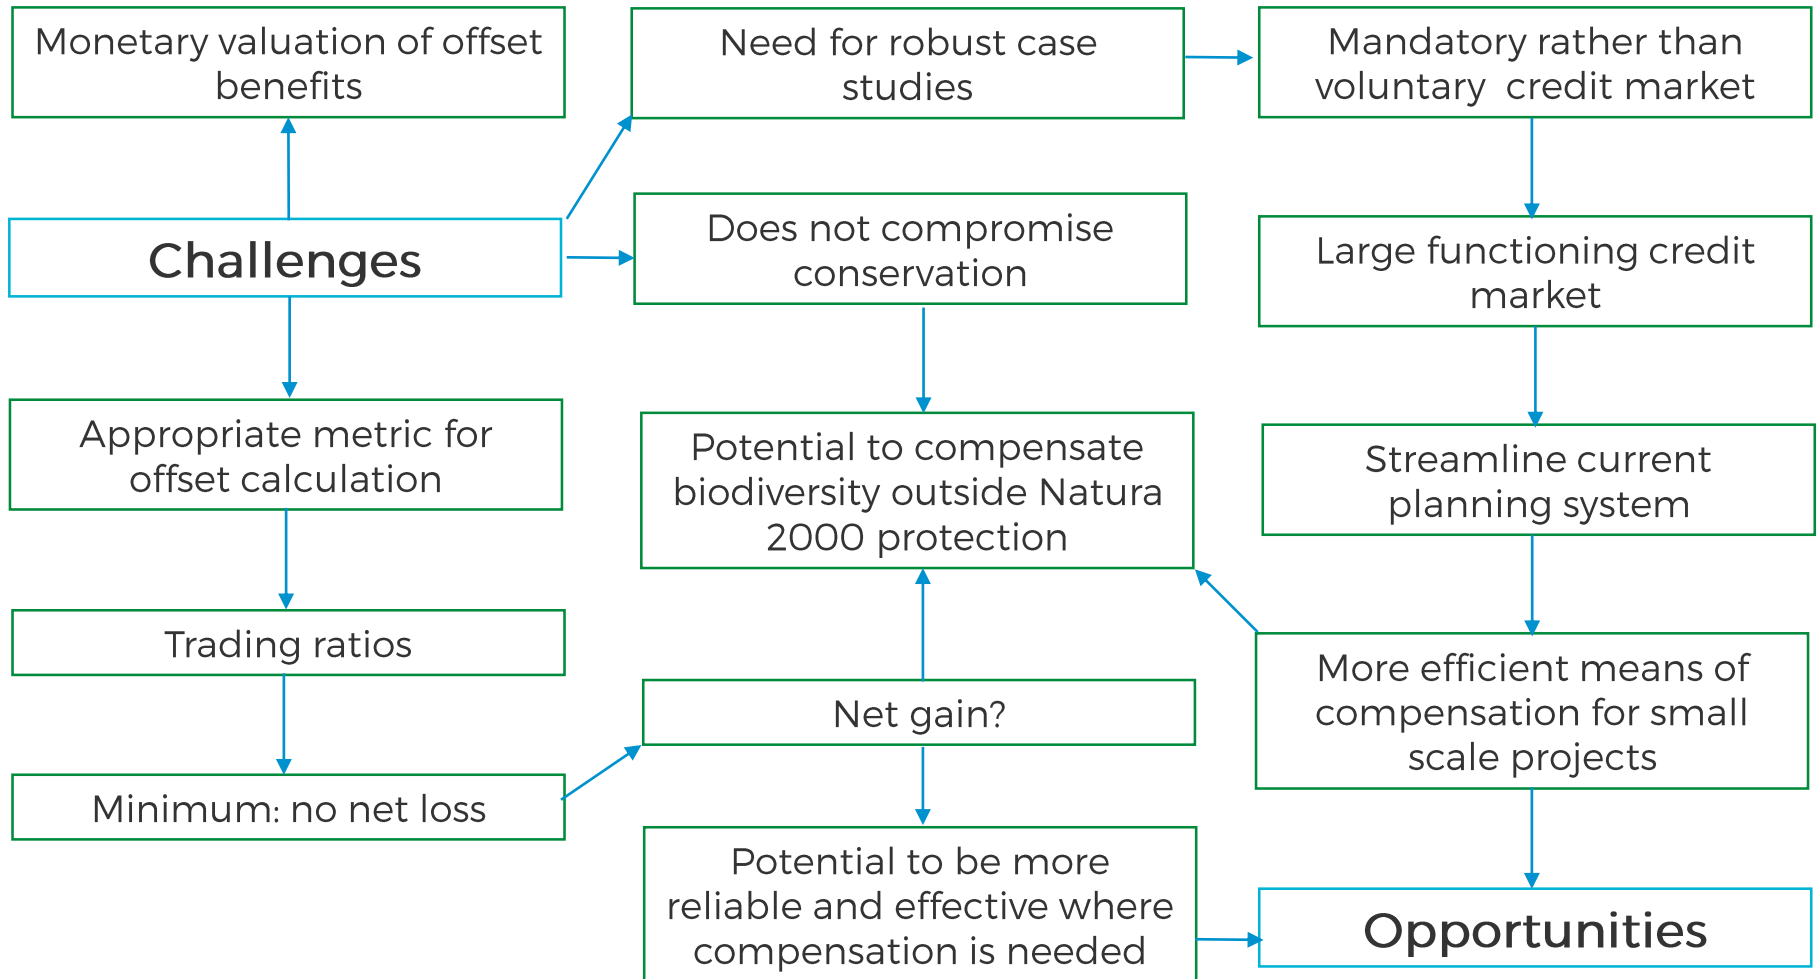 Monetary valuation of offset
benefits
Need for robust case
studies
Mandatory rather than
voluntary  credit market
Challenges
Does not compromise
conservation
Large functioning credit
market
Appropriate metric for
offset calculation
Potential to compensate
biodiversity outside Natura
2000 protection
Streamline current
planning system
Trading ratios
Net gain?
More efficient means of
compensation for small
scale projects
Minimum: no net loss
Potential to be more
reliable and effective where
compensation is needed
Opportunities